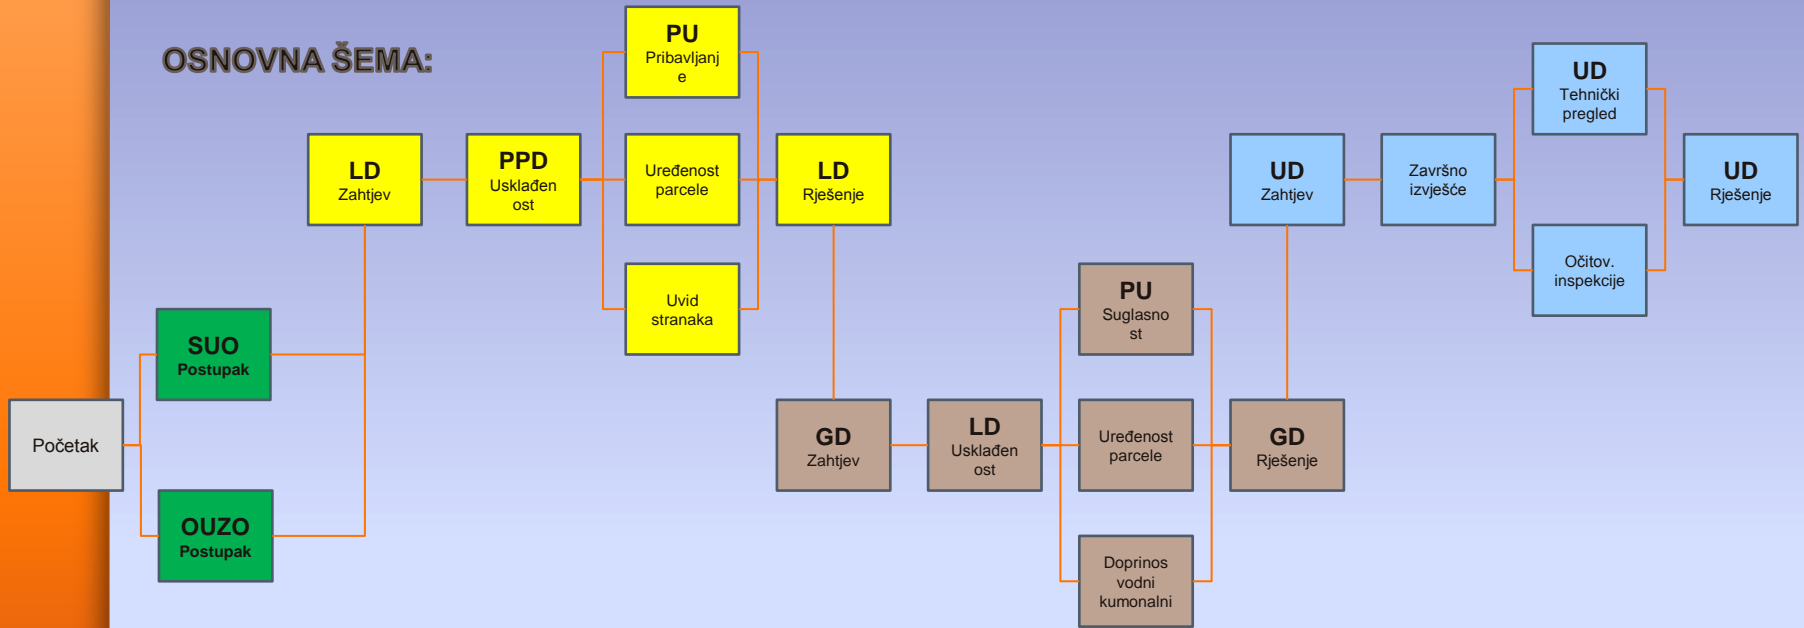 OSNOVNA ŠEMA:
Početak
SUO
Postupak
OUZO
Postupak
LD
Zahtjev
PPD
Usklađen
ost
PU
Pribavljanj
e
Uređenost
parcele
Uvid
stranaka
LD
Rješenje
GD
Zahtjev
LD
Usklađen
ost
PU
Suglasno
st
Uređenost
parcele
Doprinos
vodni
kumonalni
GD
Rješenje
UD
Zahtjev
Završno
izvješće
UD
Tehnički
pregled
Očitov.
inspekcije
UD
Rješenje